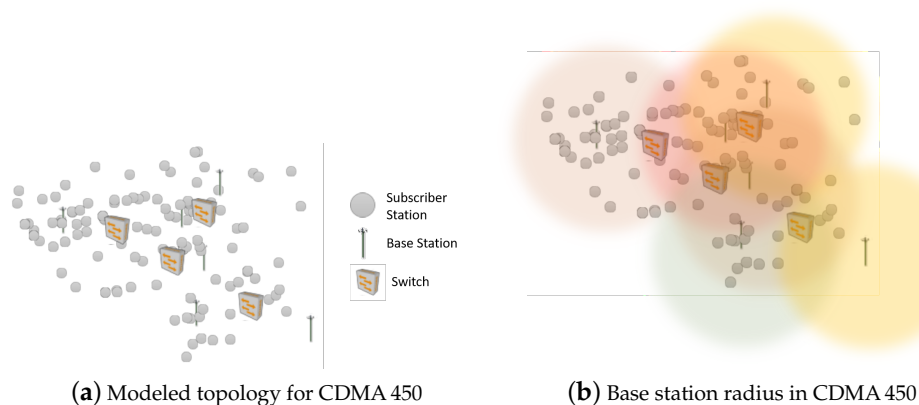 Subscriber
Station
Base Station
Switch
(a) Modeled topology for CDMA 450
(b) Base station radius in CDMA 450